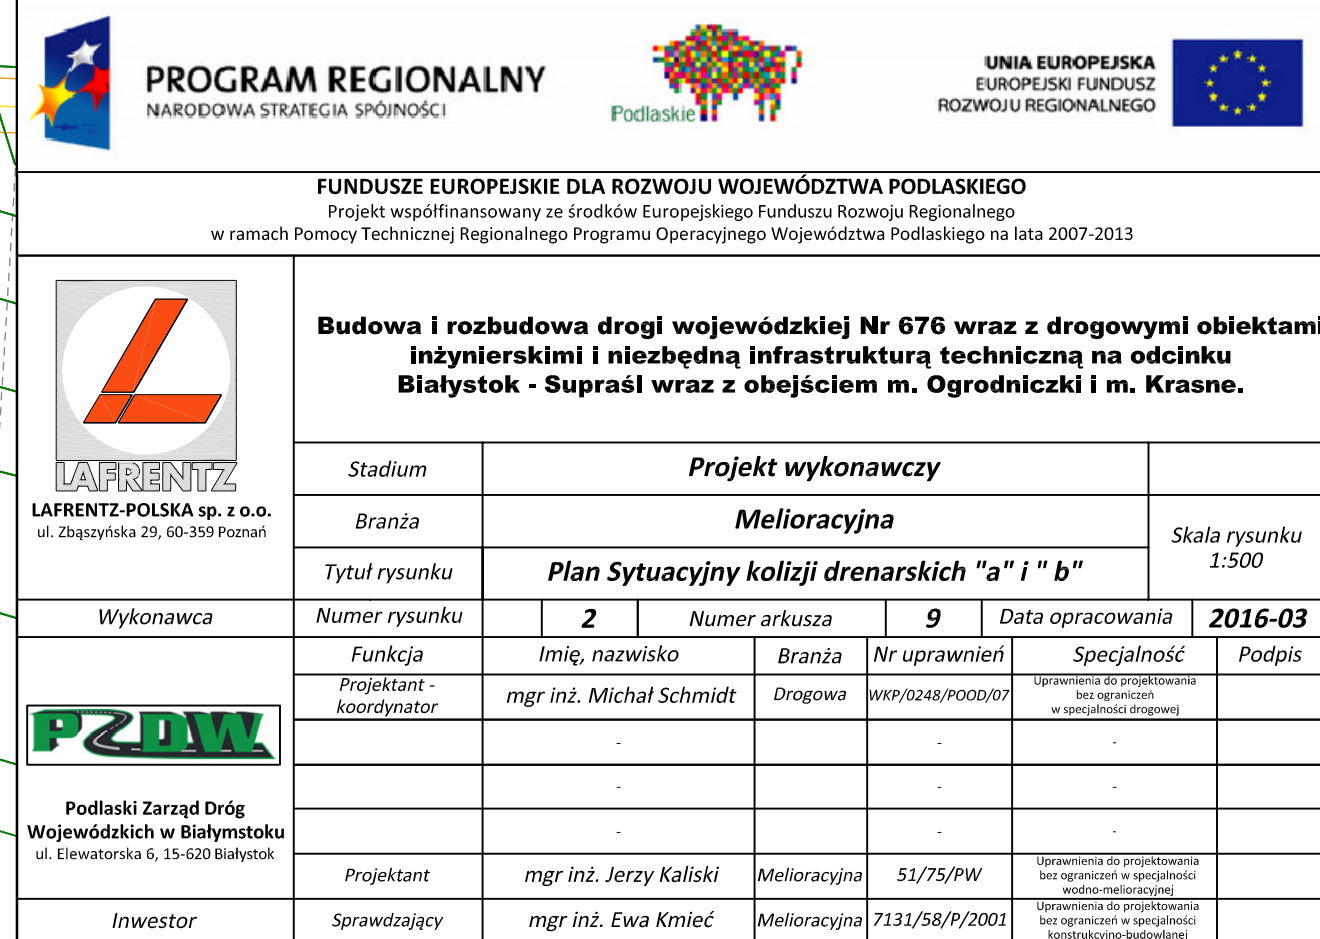 PROGRAM REGIONALNY
NARODOWA STRATEGIA SPÓJNOŚCI
Podlaskie
UNIA EUROPEJSKA
EUROPEJSKI FUNDUSZ
ROZWOJU REGIONALNEGO
FUNDUSZE EUROPEJSKIE DLA ROZWOJU WOJEWÓDZTWA PODLASKIEGO
Projekt współfinansowany ze środków Europejskiego Funduszu Rozwoju Regionalnego
w ramach Pomocy Technicznej Regionalnego Programu Operacyjnego Województwa Podlaskiego na lata 2007-2013
LAFRENTZ
LAFRENTZ-POLSKA sp. z o.o.
ul. Zbąszyńska 29, 60-359 Poznań
Budowa i rozbudowa drogi wojewódzkiej Nr 676 wraz z drogowymi obiektami
inżynierskimi i niezbędną infrastrukturą techniczną na odcinku
Białystok - Supraśl wraz z obejściem m. Ogrodniczki i m. Krasne.
Stadium Projekt wykonawczy
Branża Melioracyjna
Skala rysunku
1:500
Tytuł rysunku Plan Sytuacyjny kolizji drenarskich "a" i " b"
Wykonawca Numer rysunku 2 Numer arkusza 9 Data opracowania 2016-03
Funkcja Imię, nazwisko Branża Nr uprawnień Specjalność Podpis
Projektant -
koordynator
mgr inż. Michał Schmidt Drogowa WKP/0248/POOD/07
Uprawnienia do projektowania
bez ograniczeń
w specjalności drogowej
- - -
- - -
- - -
PZDW
Podlaski Zarząd Dróg
Wojewódzkich w Białymstoku
ul. Elewatorska 6, 15-620 Białystok
Projektant mgr inż. Jerzy Kaliski Melioracyjna 51/75/PW
Uprawnienia do projektowania
bez ograniczeń w specjalności
wodno-melioracyjnej
Inwestor Sprawdzający mgr inż. Ewa Kmieć Melioracyjna 7131/58/P/2001
Uprawnienia do projektowania
bez ograniczeń w specjalności
konstrukcyjno-budowlanej